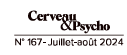 Cerveau
&Psycho
N° 167- Juillet-août 2024